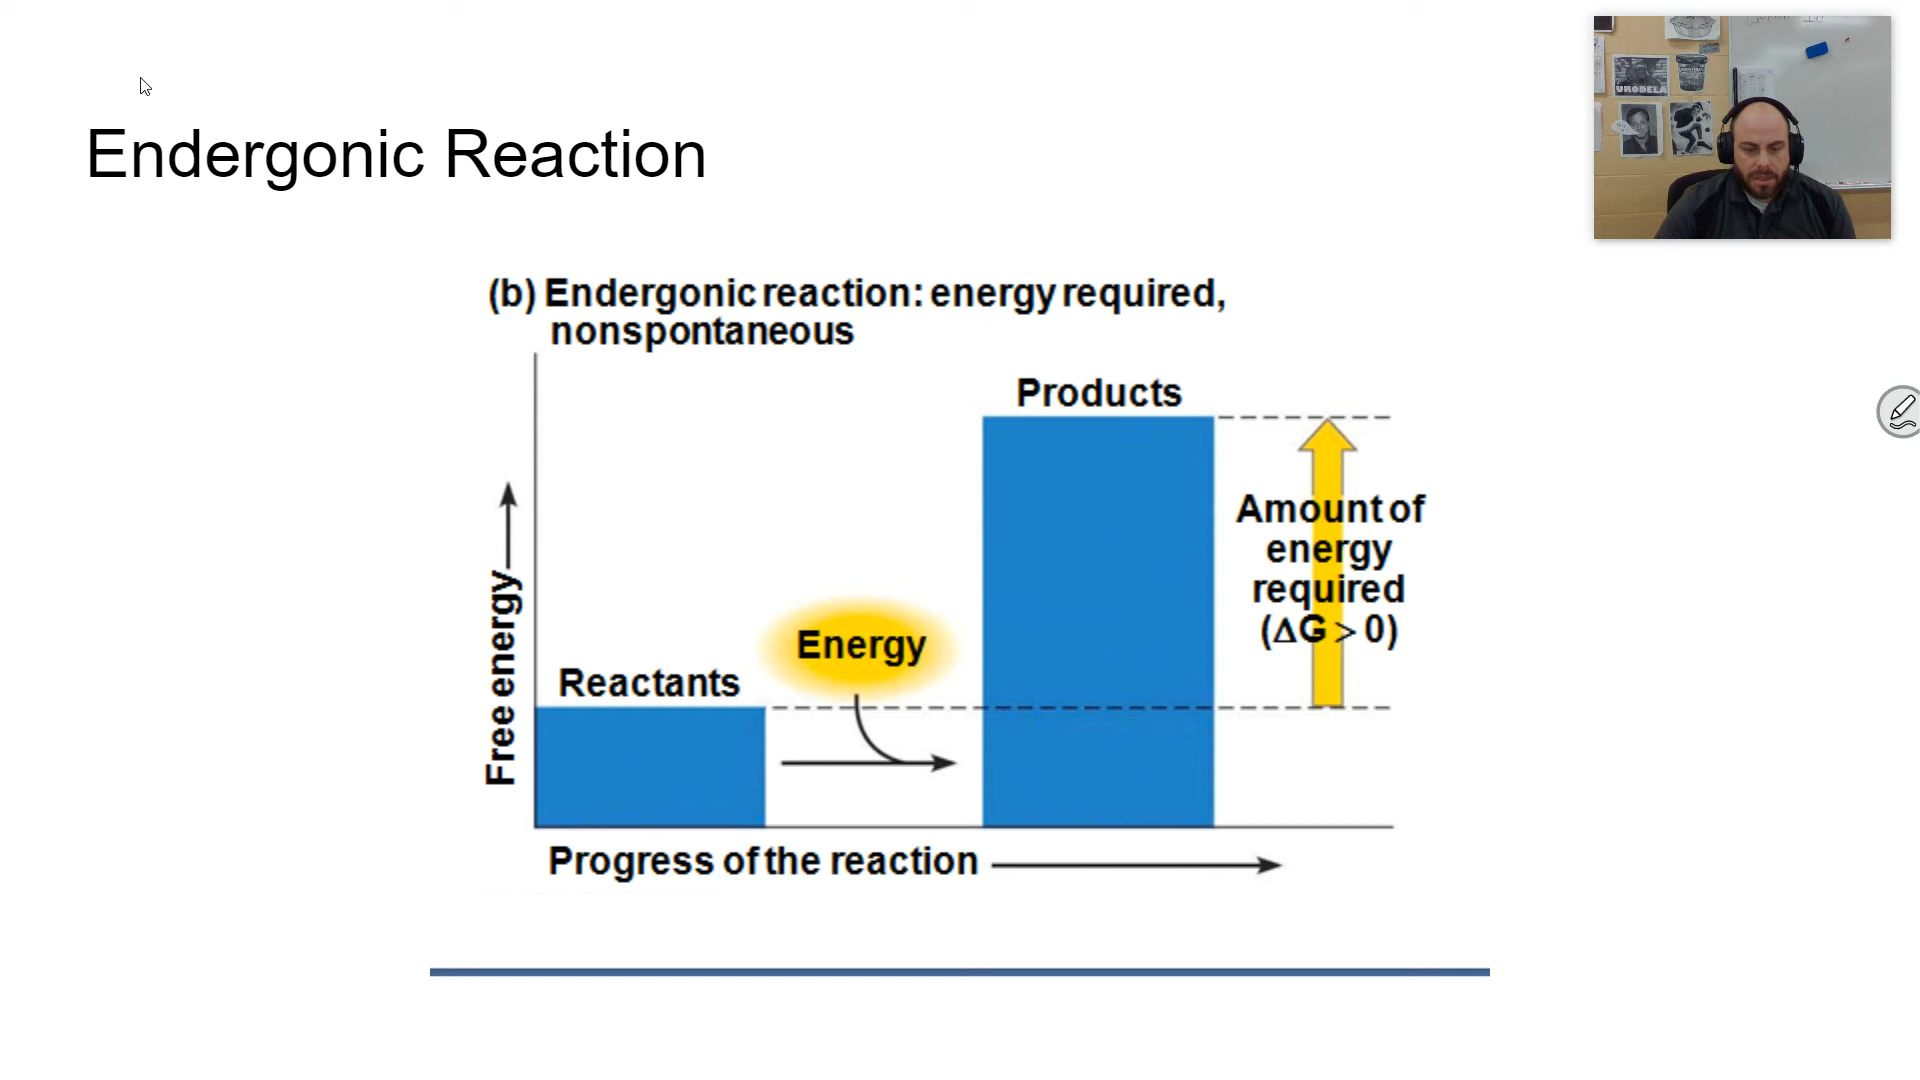 Endergonic Reaction
URODELA
(b) Endergonic reaction: energy required,
nonspontaneous
Products
Amount of
energy
required
(ΔG > 0)
Energy
Reactants
Free energy
Progress of the reaction